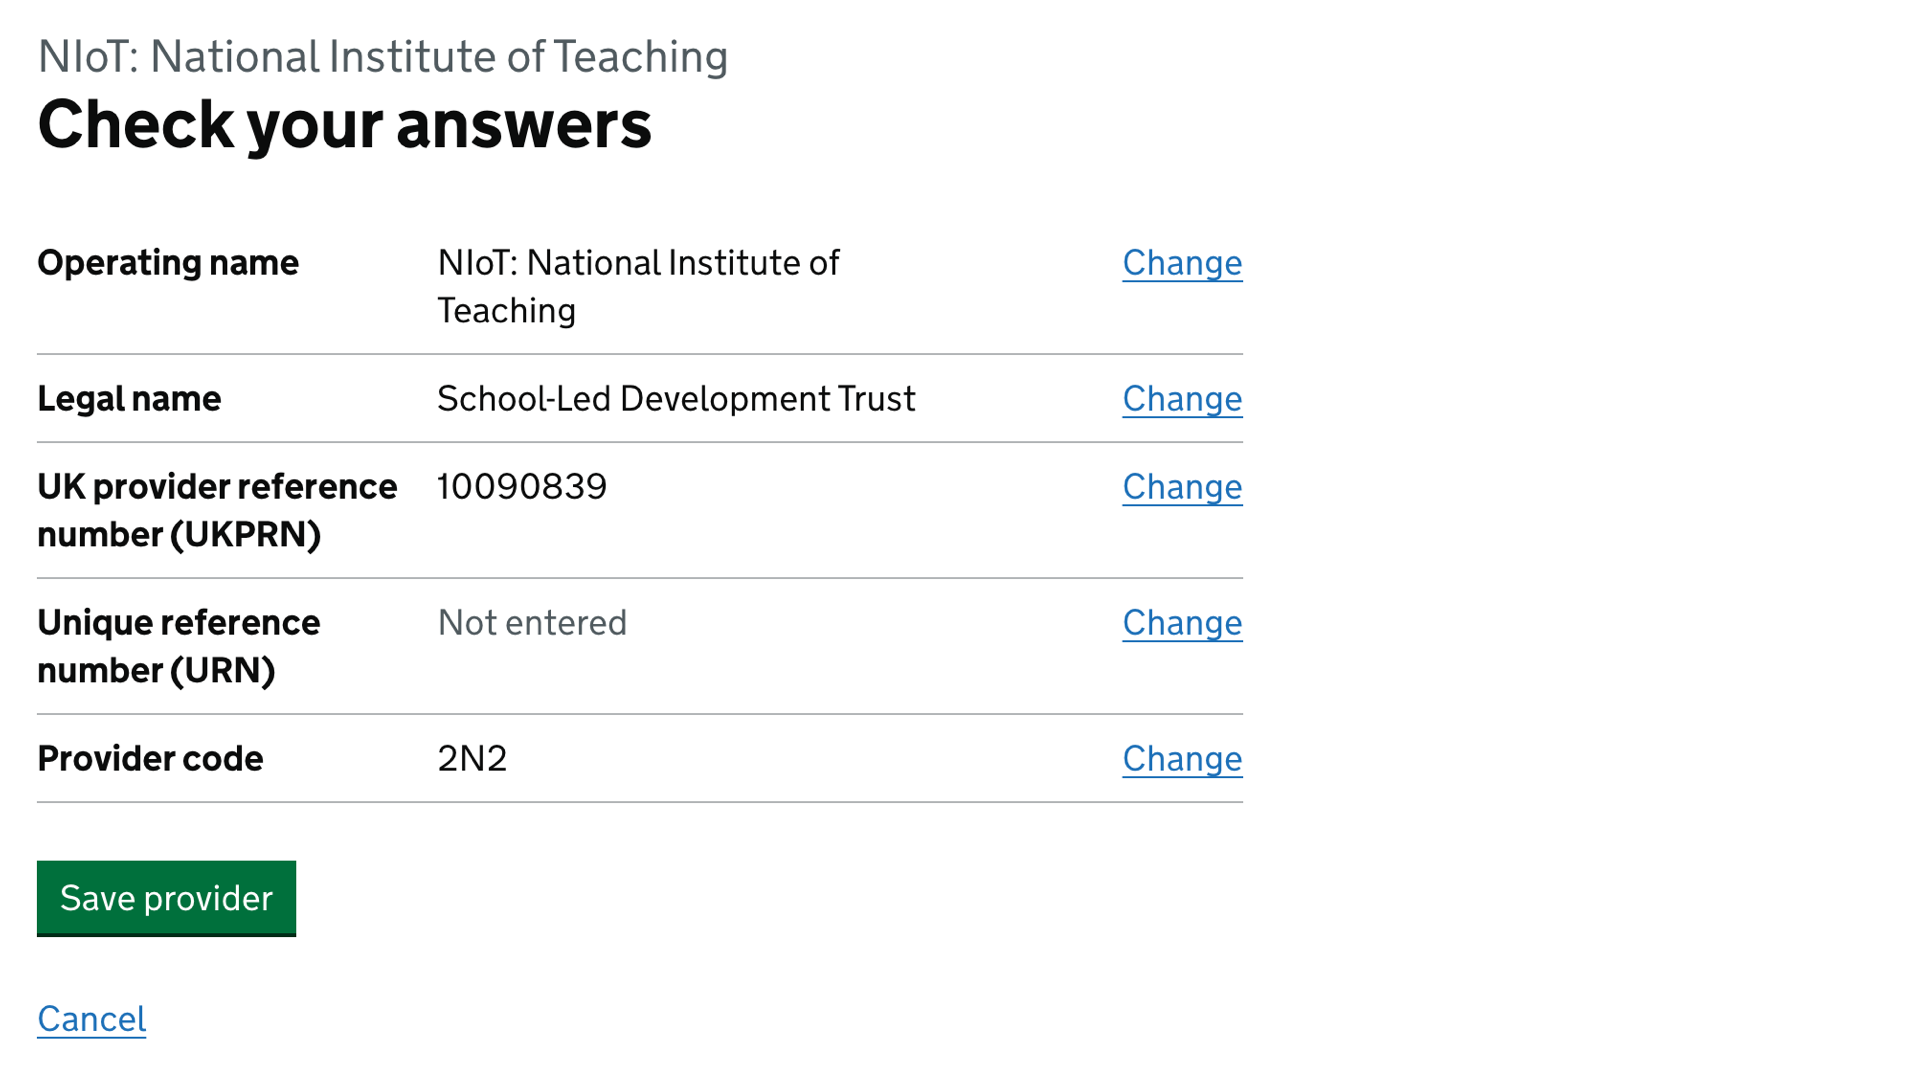 NIoT: National Institute of Teaching
Check your answers
Operating name NIoT: National Institute of Change
Teaching
Legal name School-Led Development Trust Change
UK provider reference 10090839 Change
number (UKPRN)
Unique reference Not entered Change
number (URN)
Provider code 2N2 Change
Save provider
Cancel